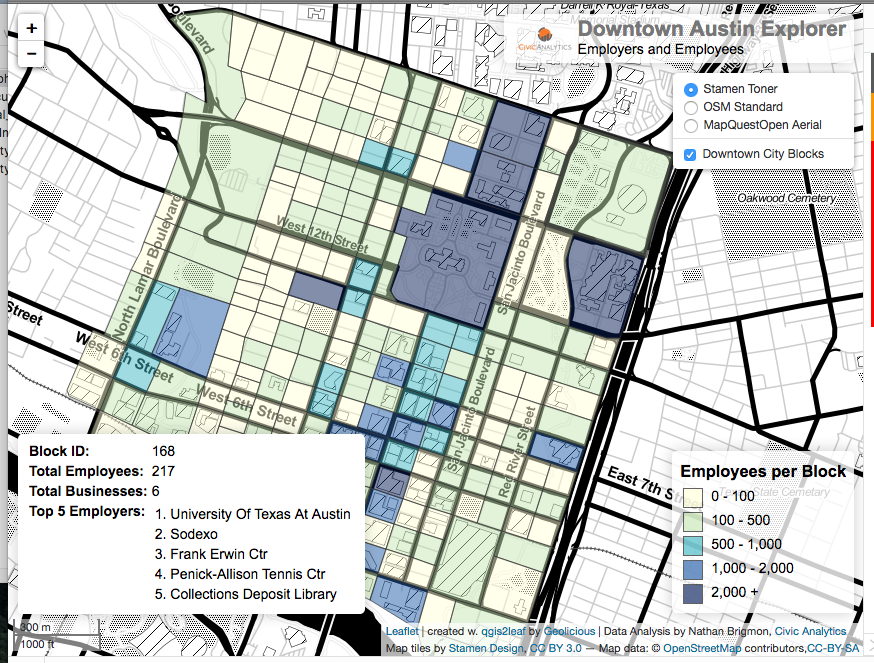 Darrell K Royal-Texas
Memorial Stadium
Boulevard
+
−
CIVICANALYTICS
Downtown Austin Explorer
Employers and Employees
Stamen Toner
OSM Standard
MapQuestOpen Aerial
Downtown City Blocks
Oakwood Cemetery
West 12th Street
San Jacinto Boulevard
North Lamar Boulevard
Street
West 6th Street
West 6th Street
San Jacinto Boulevard
Red River Street
East 7th Stre
State Cemetary
Block ID: 168
Total Employees: 217
Total Businesses: 6
Top 5 Employers:
1. University Of Texas At Austin
2. Sodexo
3. Frank Erwin Ctr
4. Penick-Allison Tennis Ctr
5. Collections Deposit Library
Employees per Block
0 - 100
100 - 500
500 - 1,000
1,000 - 2,000
2,000 +
300 m
1000 ft
Leaflet | created w. qgis2leaf by Geolicious | Data Analysis by Nathan Brigmon, Civic Analytics
Map tiles by Stamen Design, CC BY 3.0 — Map data: © OpenStreetMap contributors,CC-BY-SA